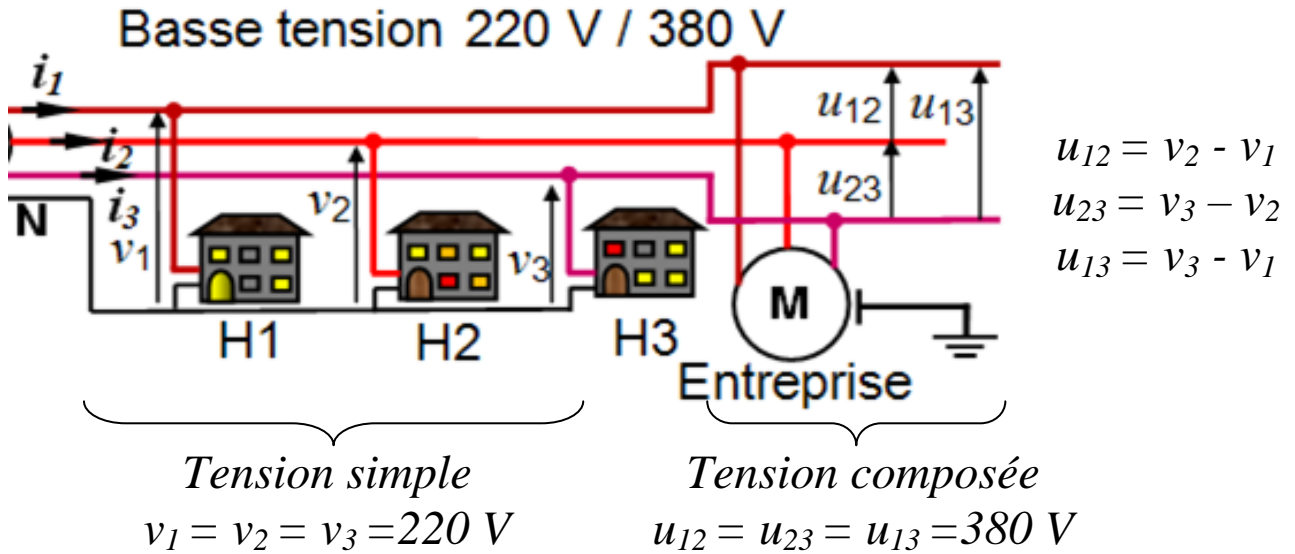 Basse tension 220 V / 380 V
i1
i2
i3
N
v1
v2
v3
u12
u13
u23
u12 = v2 - v1
u23 = v3 – v2
u13 = v3 - v1
H1
H2
H3
M
Entreprise
Tension simple
v1 = v2 = v3 =220 V
Tension composée
u12 = u23 = u13 =380 V